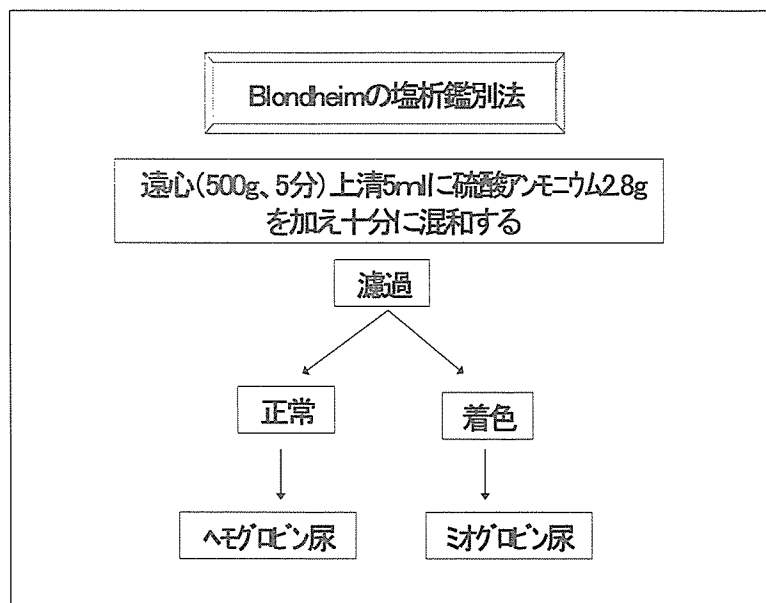 Blondheimの塩析鑑別法
遠心(500g、5分)上清5mlに硫酸アンモニウム2.8g
を加え十分に混和する
濾過
正常
着色
ヘモグロビン尿
ミオグロビン尿